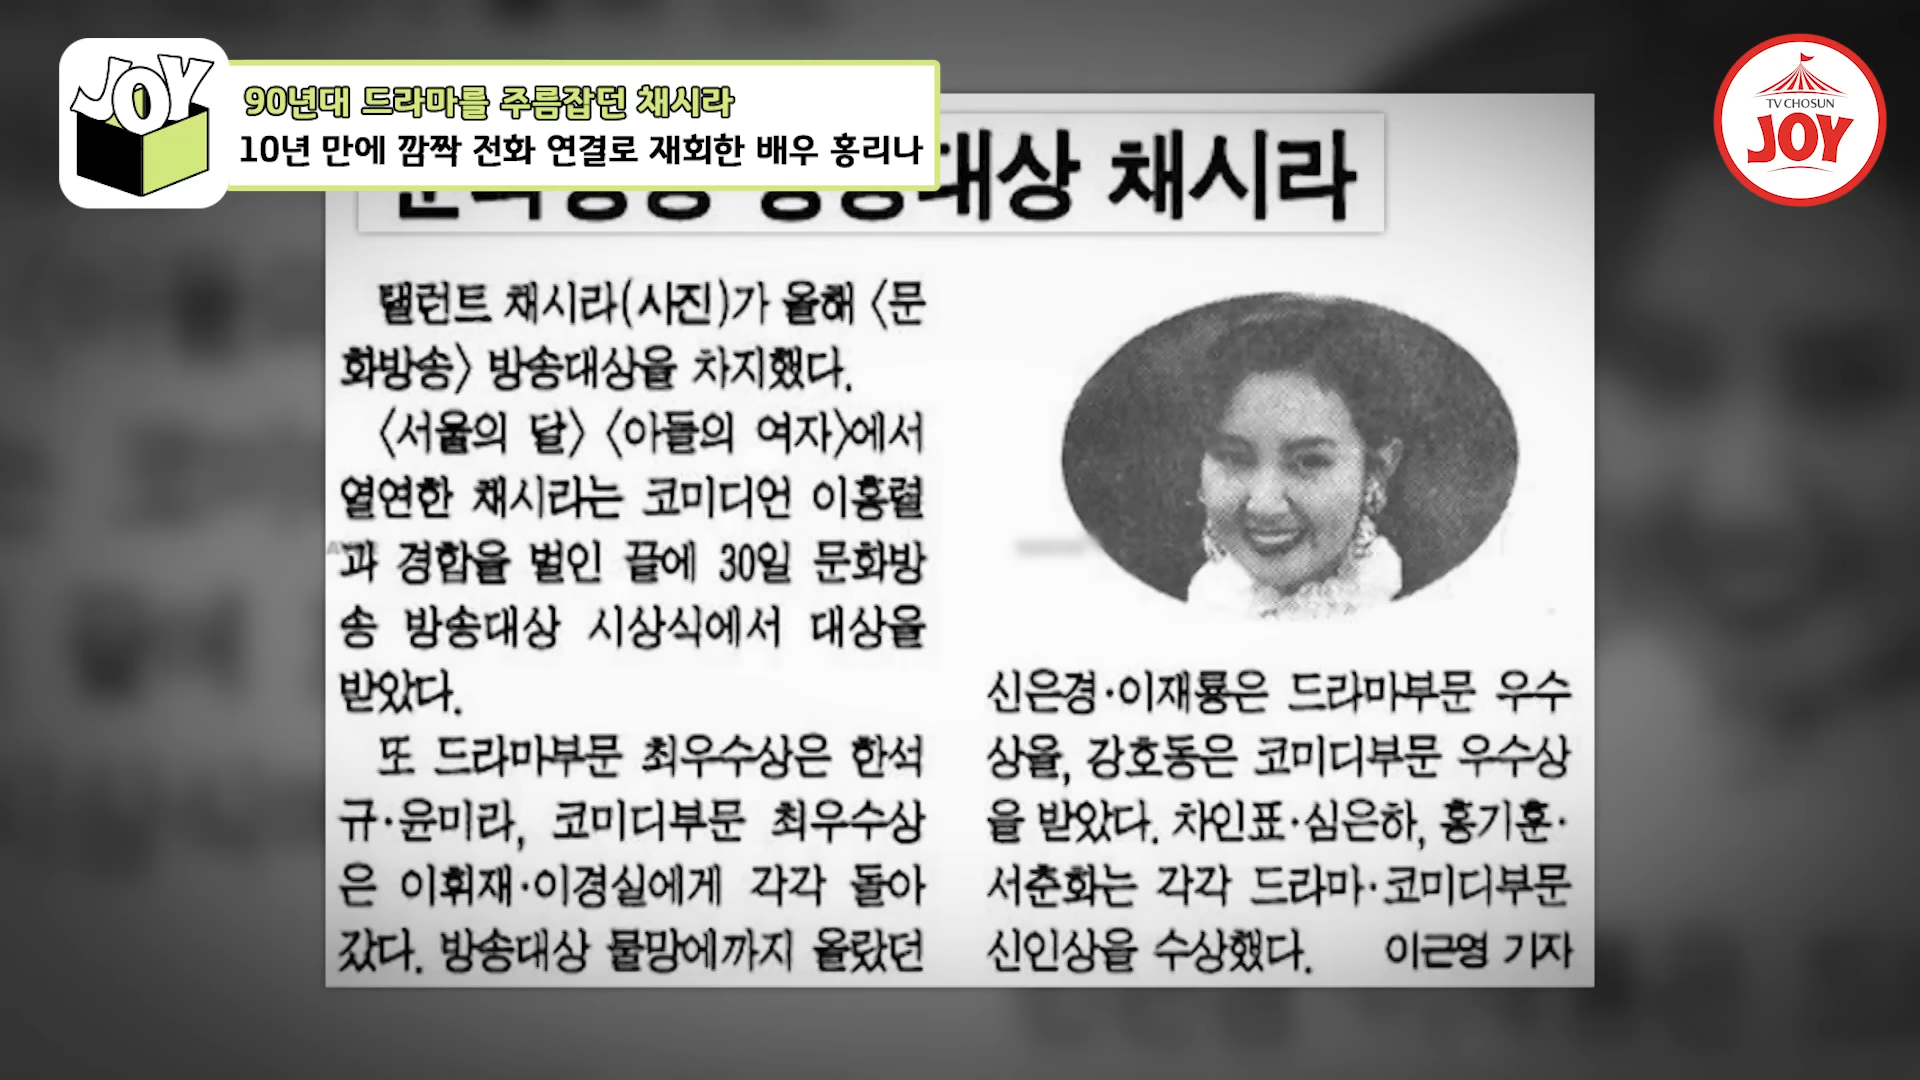 JOY
90년대 드라마를 주름잡던 채시라
10년 만에 깜짝 전화 연결로 재회한 배우 홍리나
TV CHOSUN
JOY
대상 채시라
탤런트 채시라(사진)가 올해 〈문
화방송〉 방송대상을 차지했다.
〈서울의 달〉 〈아들의 여자〉에서
열연한 채시라는 코미디언 이홍렬
과 경합을 벌인 끝에 30일 문화방
송 방송대상 시상식에서 대상을
받았다.
또 드라마부문 최우수상은 한석
규·윤미라, 코미디부문 최우수상
은 이휘재·이경실에게 각각 돌아
갔다. 방송대상 물망에까지 올랐던
신은경·이재룡은 드라마부문 우수
상을, 강호동은 코미디부문 우수상
을 받았다. 차인표·심은하, 홍기훈·
서춘화는 각각 드라마·코미디부문
신인상을 수상했다. 이근영 기자